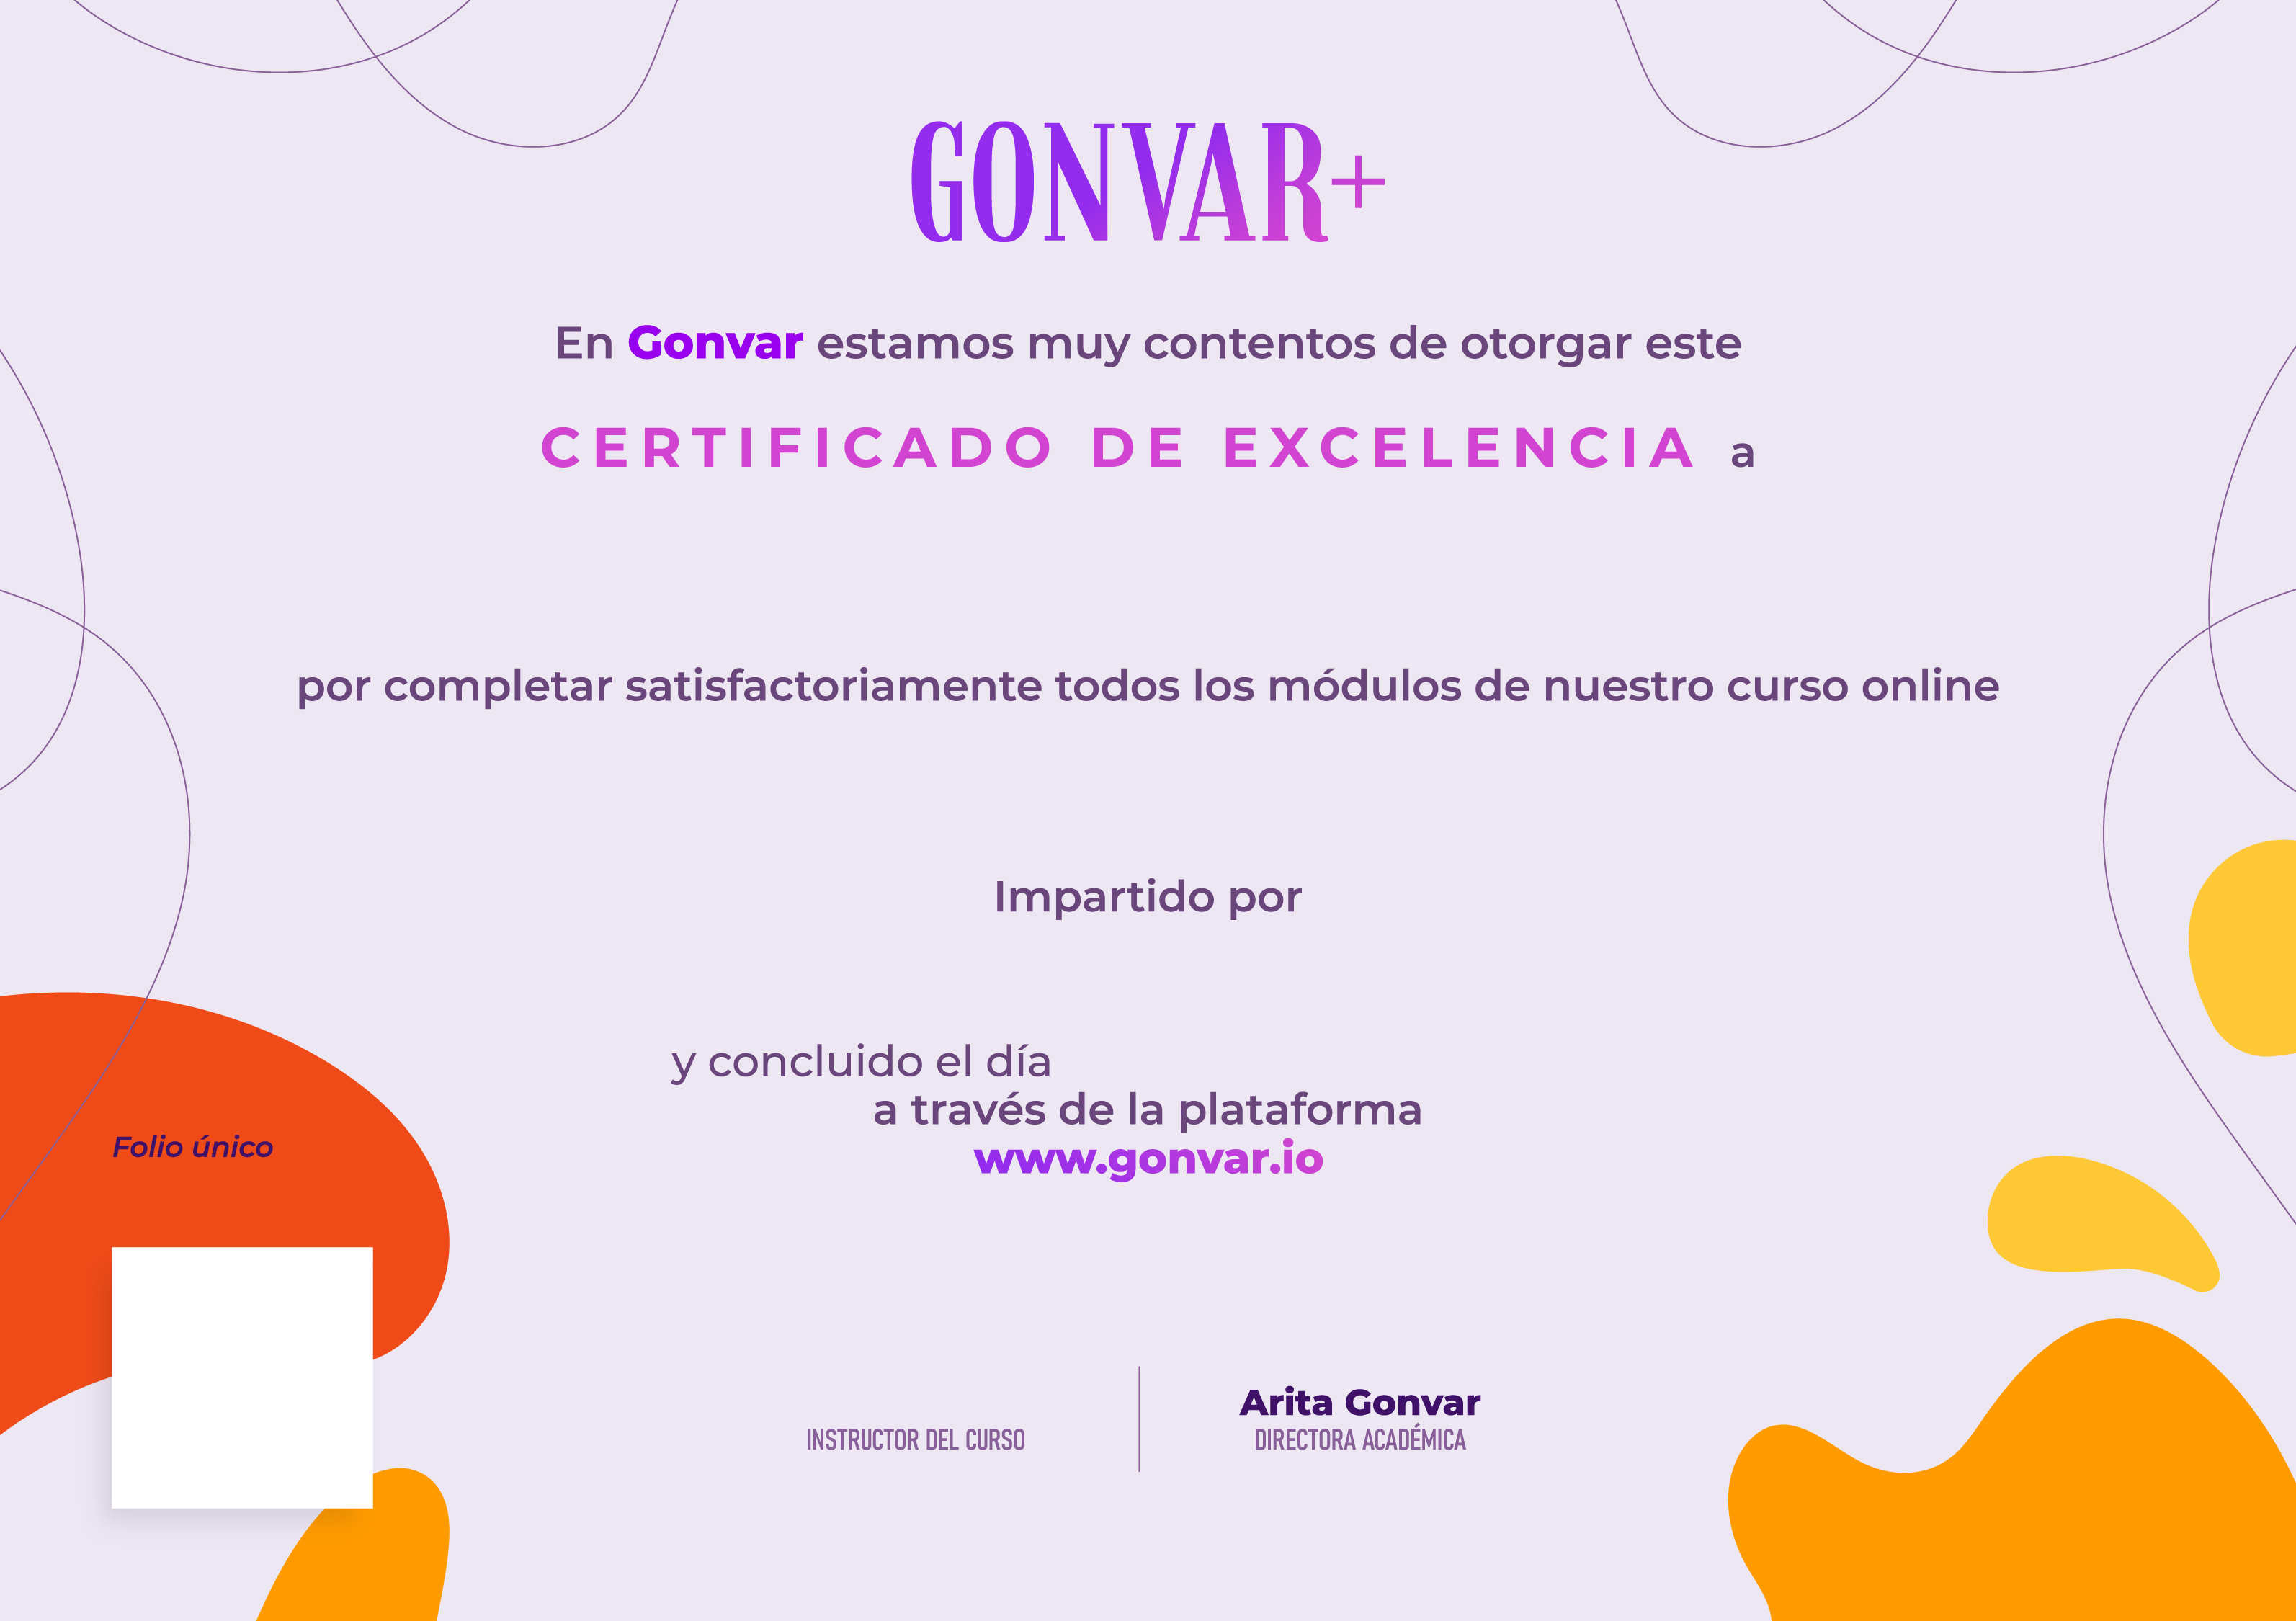 GONVAR+
En Gonvar estamos muy contentos de otorgar este
CERTIFICADO DE EXCELENCIA a
por completar satisfactoriamente todos los módulos de nuestro curso online
Impartido por
y concluido el día
a través de la plataforma
www.gonvar.io
Folio único
Arita Gonvar
INSTRUCTOR DEL CURSO
DIRECTORA ACADÉMICA